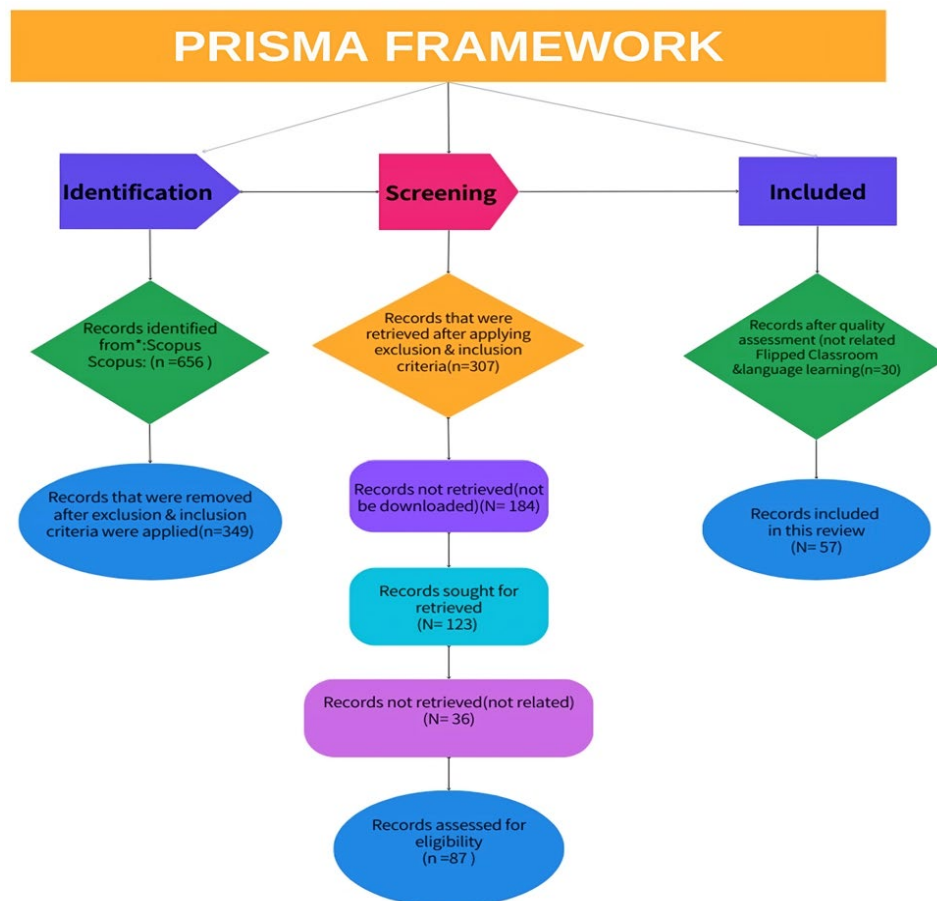 PRISMA FRAMEWORK
Identification
Screening
Included
Records identified
from*:Scopus
Scopus: (n =656 )
Records that were removed
after exclusion & inclusion
criteria were applied(n=349)
Records that were
retrieved after applying
exclusion & inclusion
criteria(n=307)
Records not retrieved(not
be downloaded)(N= 184)
Records sought for
retrieved
(N= 123)
Records not retrieved(not related)
(N= 36)
Records assessed for
eligibility
(n =87 )
Records after quality
assessment (not related
Flipped Classroom
&language learning(n=30)
Records included
in this review
(N= 57)